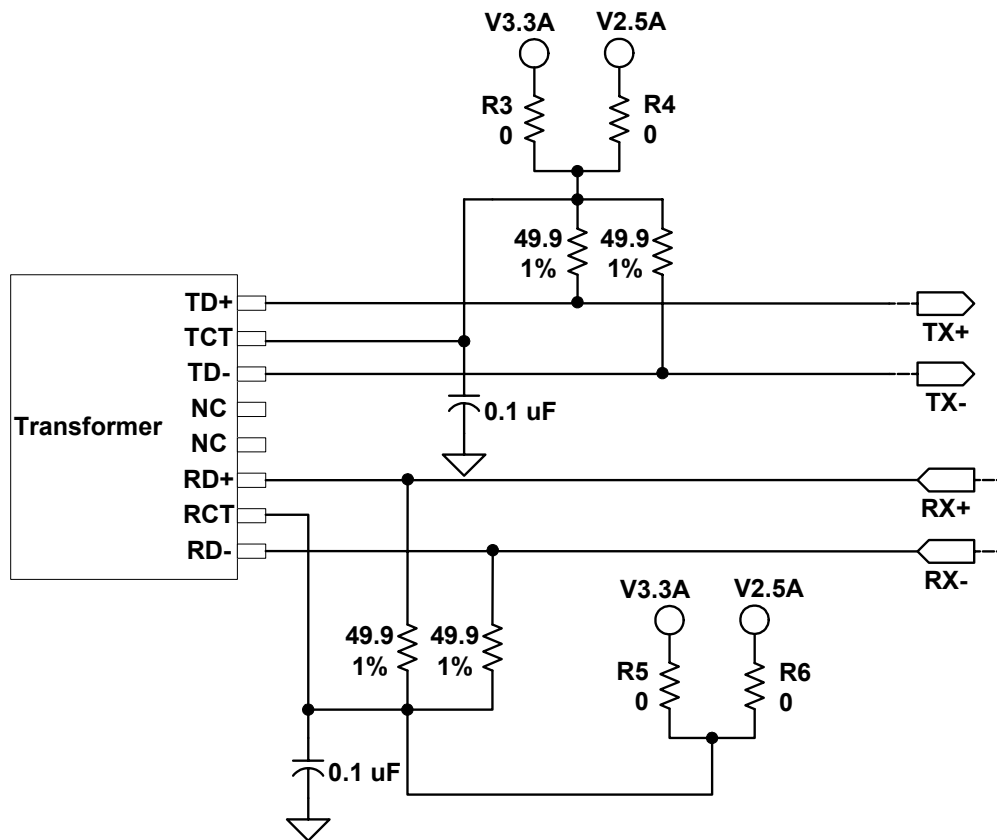 V3.3A V2.5A
R3
0
R4
0
49.9
1%
49.9
1%
TD+
TCT
TD-
NC
NC
RD+
RCT
RD-
Transformer
TX+
TX-
0.1 uF
RX+
RX-
V3.3A V2.5A
49.9
1%
49.9
1%
R5
0
R6
0
0.1 uF